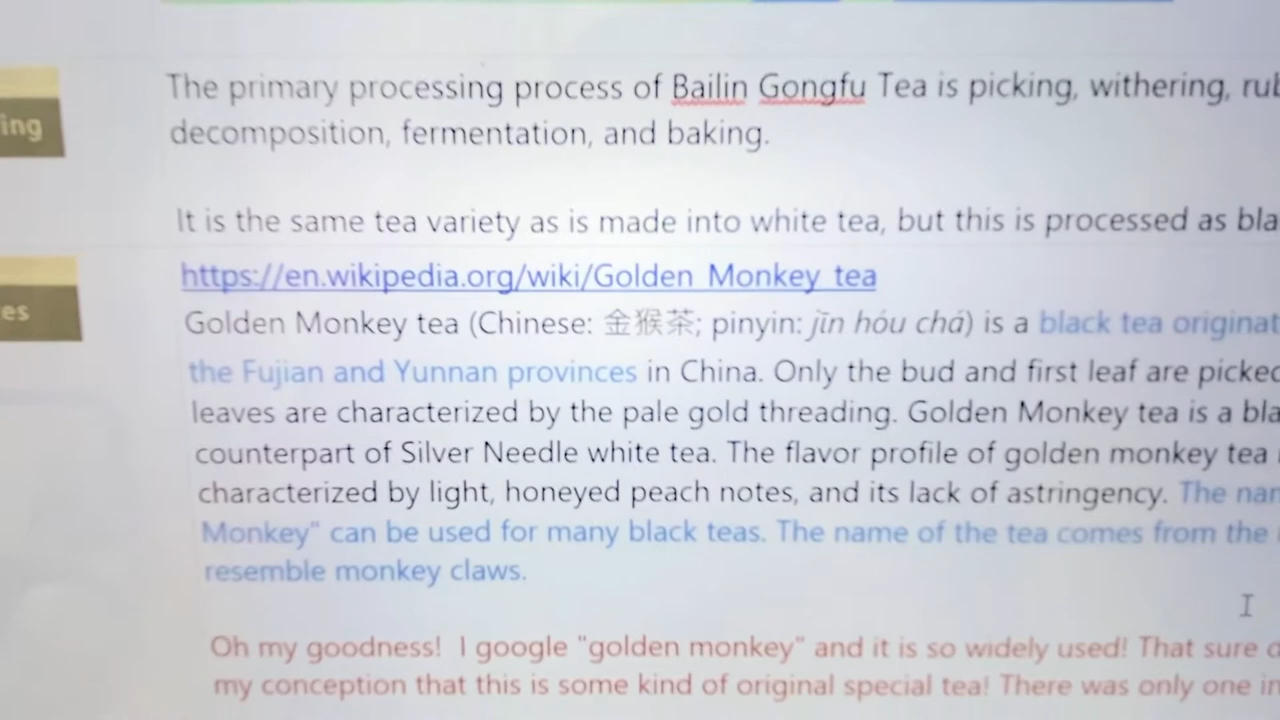 The primary processing process of Bailin Gongfu Tea is picking, withering,
ing
decomposition, fermentation, and baking.
It is the same tea variety as is made into white tea, but this is processed as
https://en.wikipedia.org/wiki/Golden_Monkey_tea
es
Golden Monkey tea (Chinese: 金猴茶; pinyin: jīn hóu chá) is a black tea originat
the Fujian and Yunnan provinces in China. Only the bud and first leaf are picked
leaves are characterized by the pale gold threading. Golden Monkey tea is a
counterpart of Silver Needle white tea. The flavor profile of golden monkey tea
characterized by light, honeyed peach notes, and its lack of astringency. The
Monkey" can be used for many black teas. The name of the tea comes from the
resemble monkey claws.
Oh my goodness! I google "golden monkey" and it is so widely used! That sure
my conception that this is some kind of original special tea! There was only one